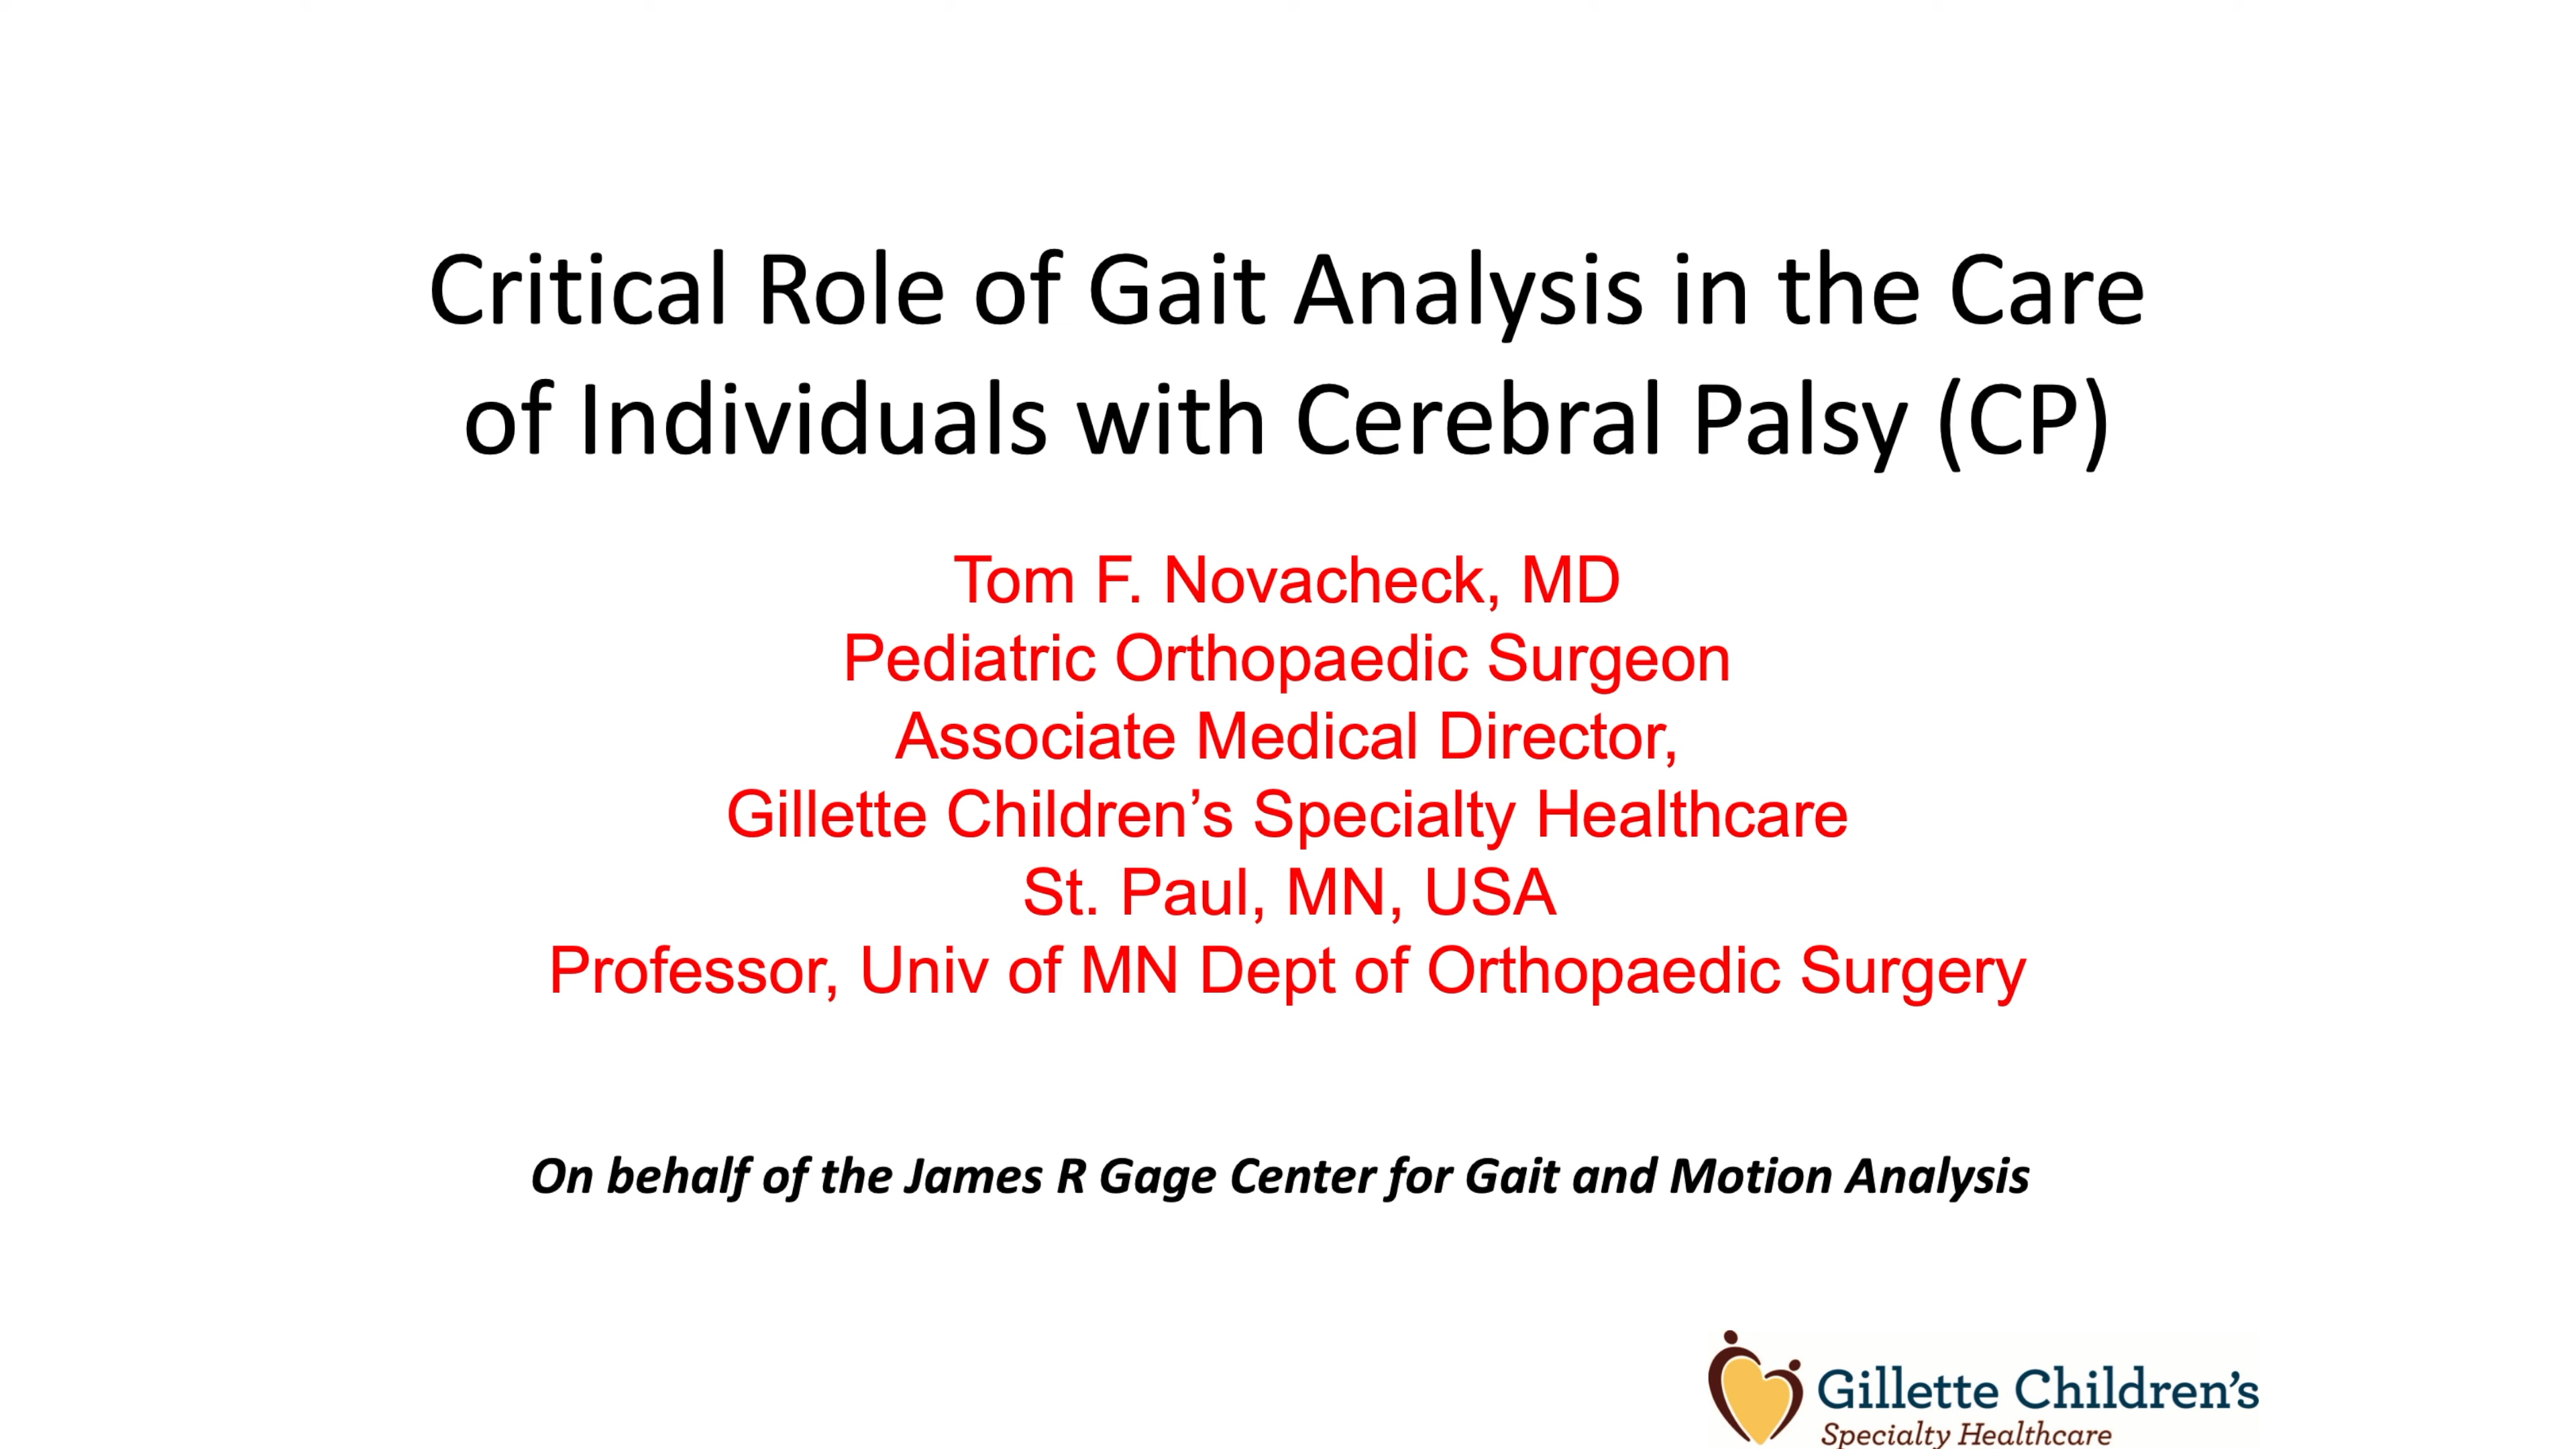 Critical Role of Gait Analysis in the Care
of Individuals with Cerebral Palsy (CP)
Tom F. Novacheck, MD
Pediatric Orthopaedic Surgeon
Associate Medical Director,
Gillette Children’s Specialty Healthcare
St. Paul, MN, USA
Professor, Univ of MN Dept of Orthopaedic Surgery
On behalf of the James R Gage Center for Gait and Motion Analysis
Gillette Children’s
Specialty Healthcare